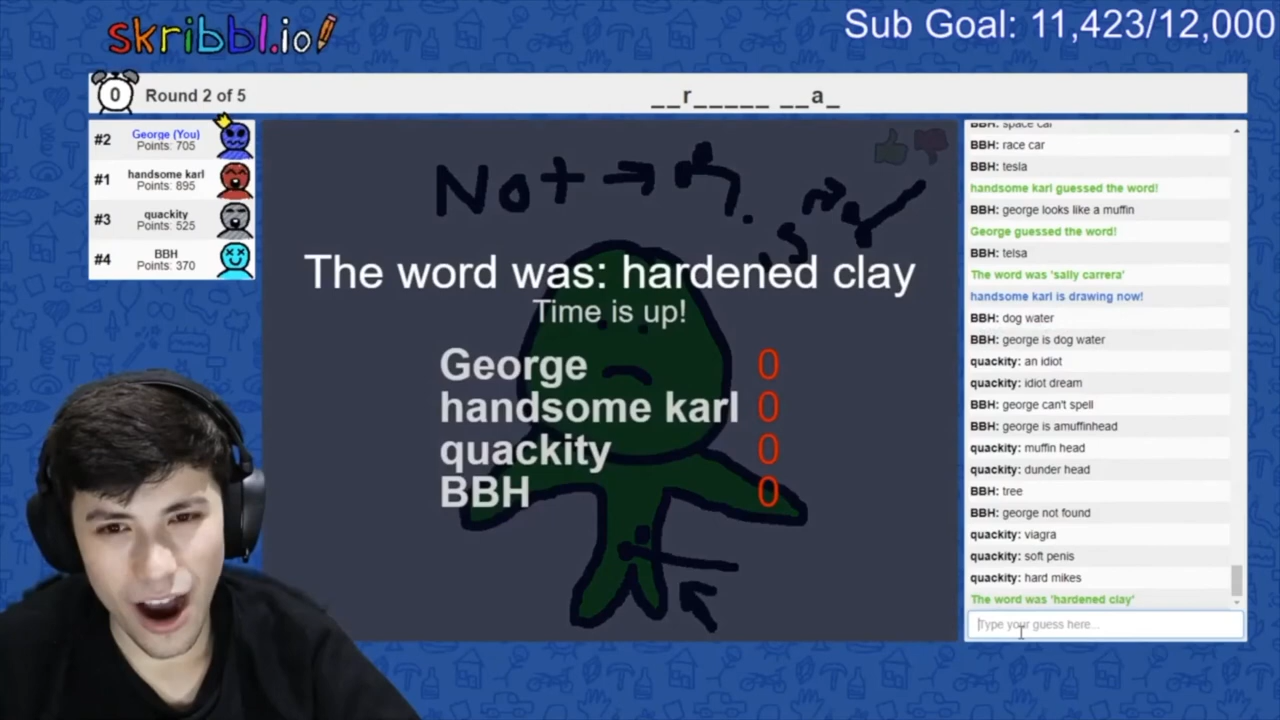 skribbl.io
Sub Goal: 11,423/12,000
0
Round 2 of 5
__r_____ __a_
#2
George (You)
Points: 705
#1
handsome karl
Points: 895
#3
quackity
Points: 525
#4
BBH
Points: 370
Not
The word was: hardened clay
Time is up!
George 0
handsome karl 0
quackity 0
BBH 0
BBH: space car
BBH: race car
BBH: tesla
handsome karl guessed the word!
BBH: george looks like a muffin
George guessed the word!
BBH: telsa
The word was 'sally carrera'
handsome karl is drawing now!
BBH: dog water
BBH: george is dog water
quackity: an idiot
quackity: idiot dream
BBH: george can't spell
BBH: george is amuffinhead
quackity: muffin head
quackity: dunder head
BBH: tree
BBH: george not found
quackity: viagra
quackity: soft penis
quackity: hard mikes
The word was 'hardened clay'
Type your guess here...